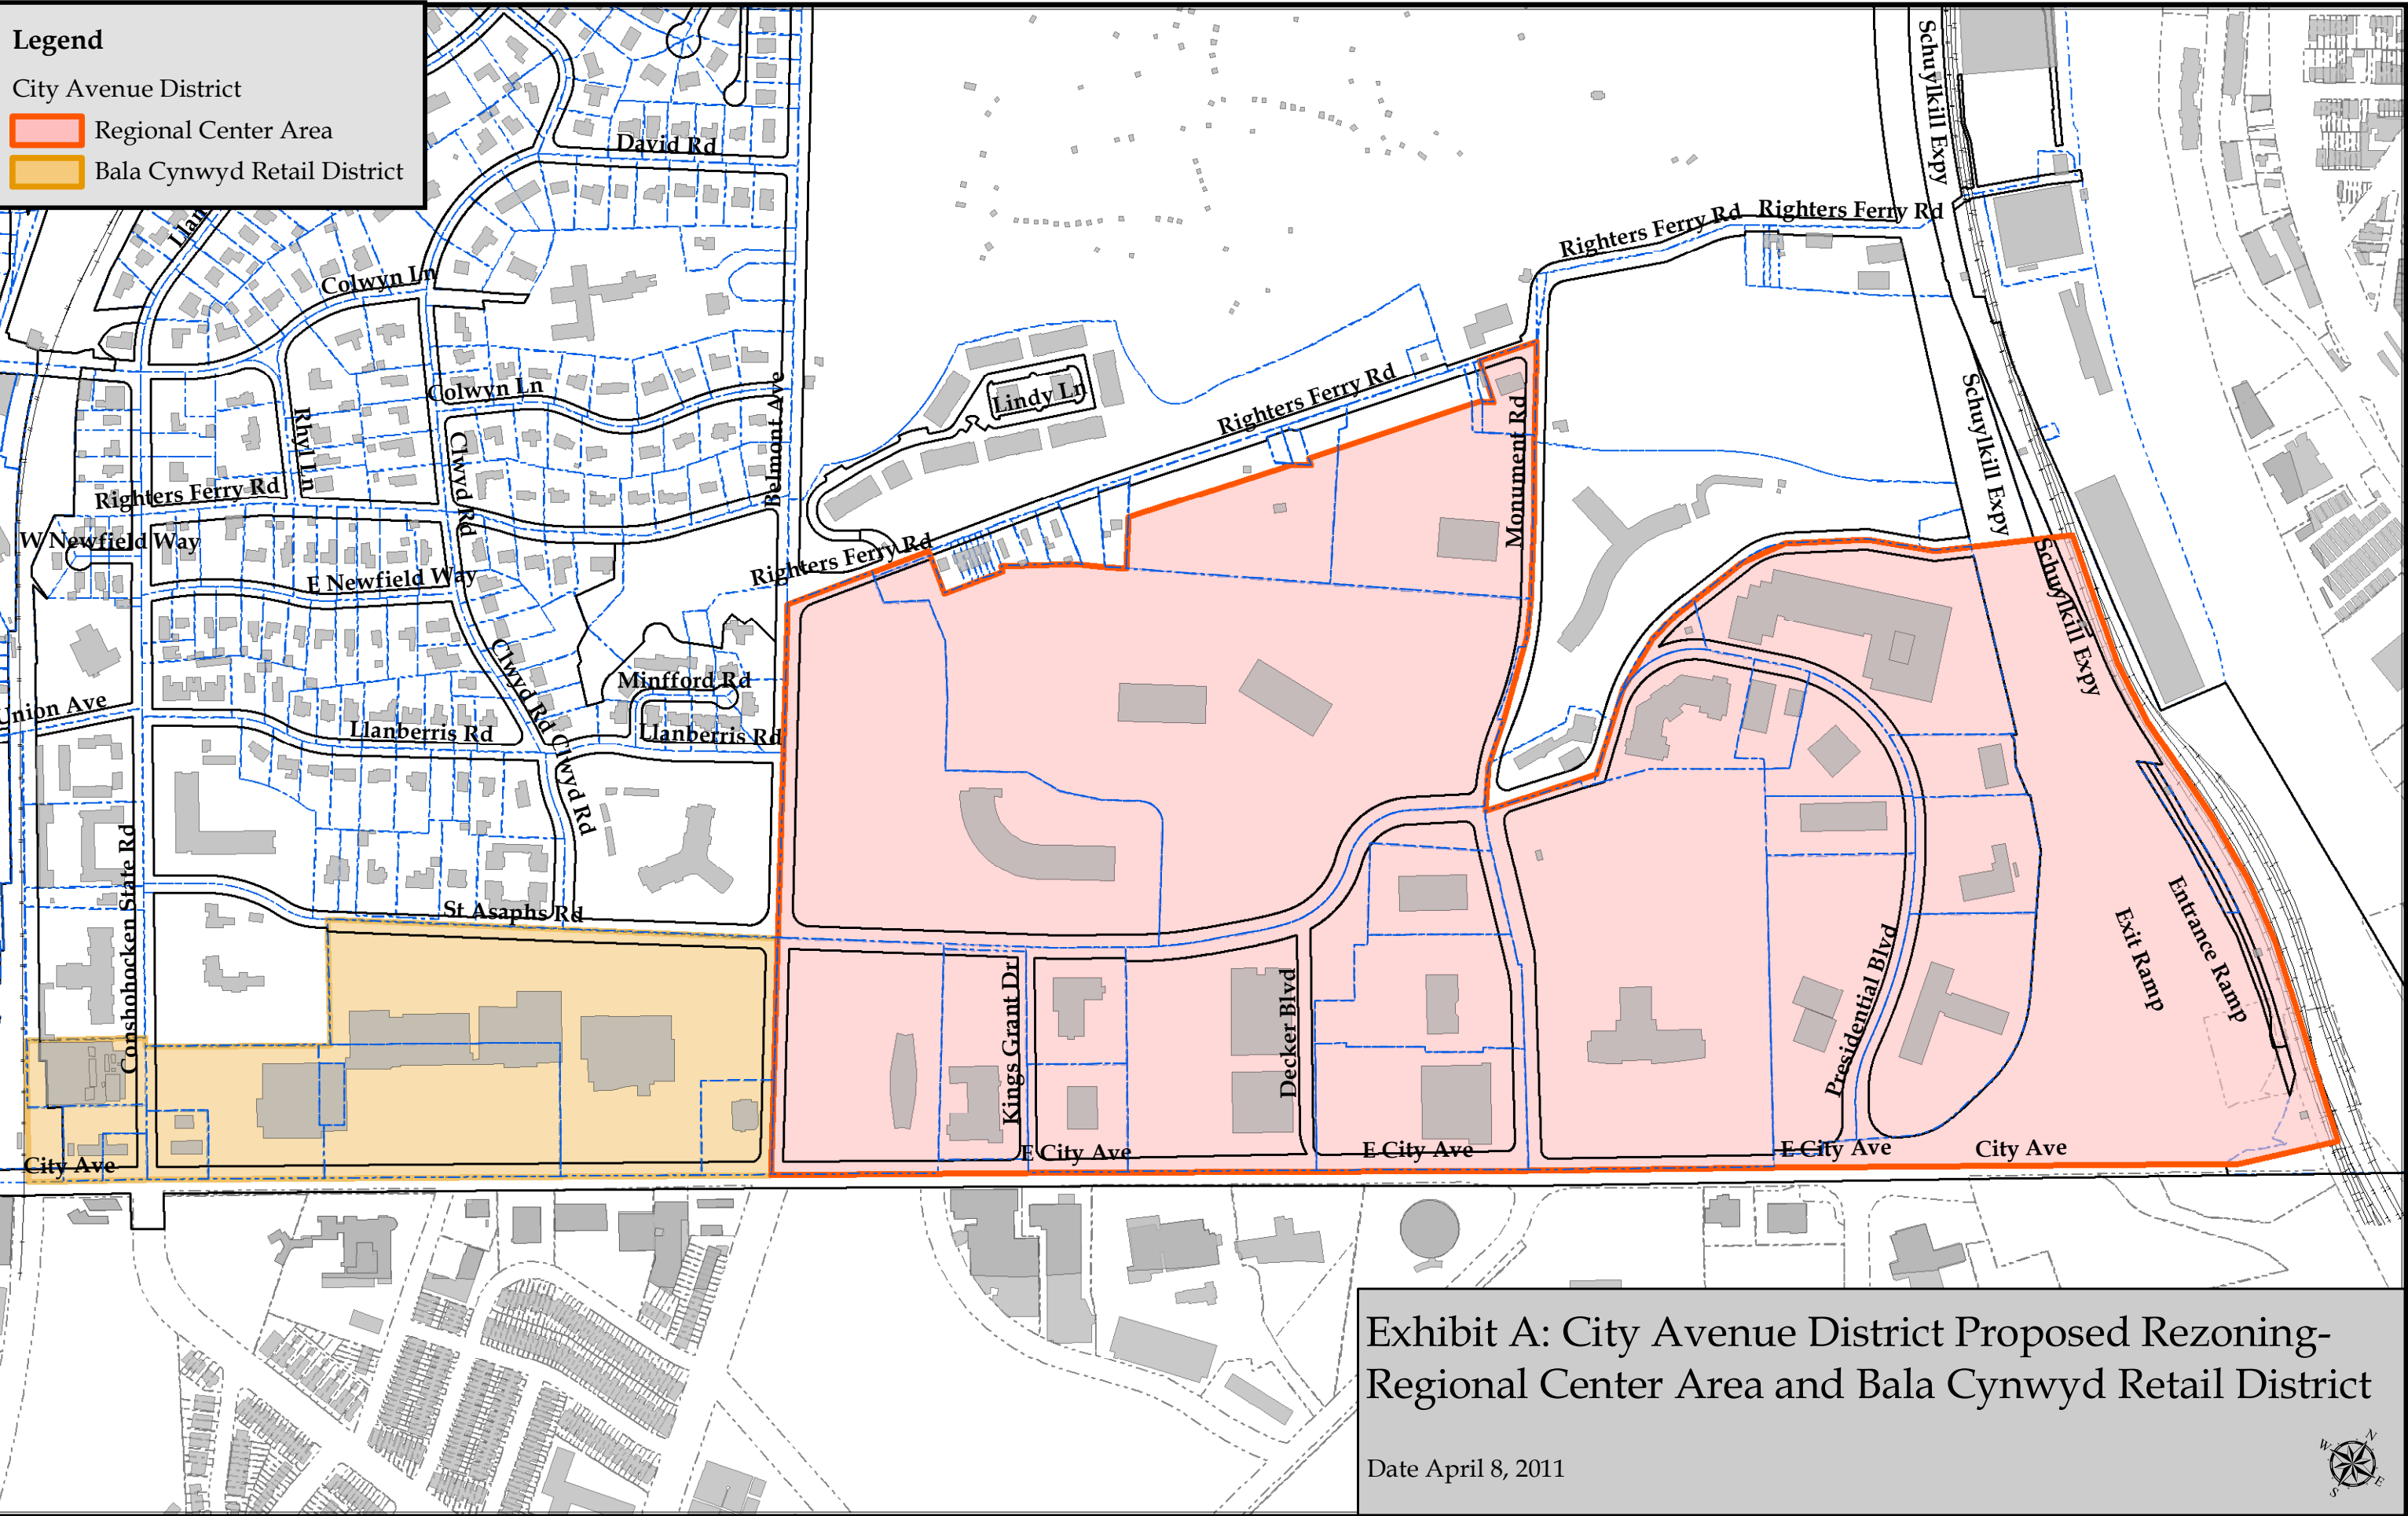 Legend
City Avenue District
Regional Center Area
Bala Cynwyd Retail District
David Rd
Schuylkill Expy
Righters Ferry Rd
Righters Ferry Rd
Llan
Colwyn Ln
Colwyn Ln
Lindy Ln
Righters Ferry Rd
Belmont Ave
Rhyl Ln
Clwyd Rd
Monument Rd
Schuylkill Expy
Righters Ferry Rd
W Newfield Way
E Newfield Way
Righters Ferry Rd
Schuylkill Expy
Clwyd Rd
Minfford Rd
Union Ave
Llanberris Rd
Llanberris Rd
Clwyd Rd
Conshohocken State Rd
St Asaphs Rd
Kings Grant Dr
Decker Blvd
Presidential Blvd
Exit Ramp
Entrance Ramp
City Ave
E City Ave
E City Ave
E City Ave
City Ave
Exhibit A: City Avenue District Proposed Rezoning-
Regional Center Area and Bala Cynwyd Retail District
Date April 8, 2011
N
W
E
S